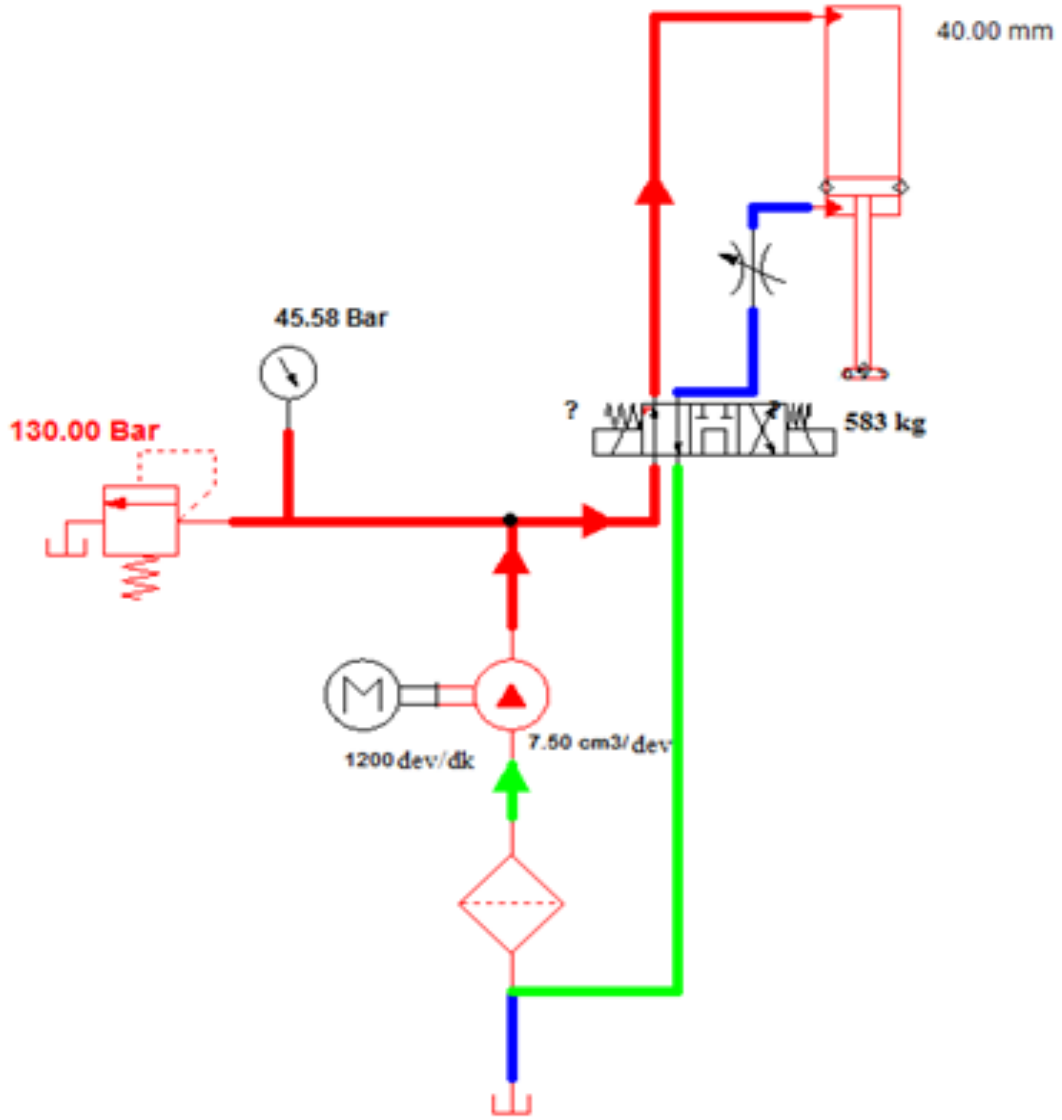 40.00 mm
45.58 Bar
130.00 Bar
?
?
583 kg
M
7.50 cm3/dev
1200 dev/dk